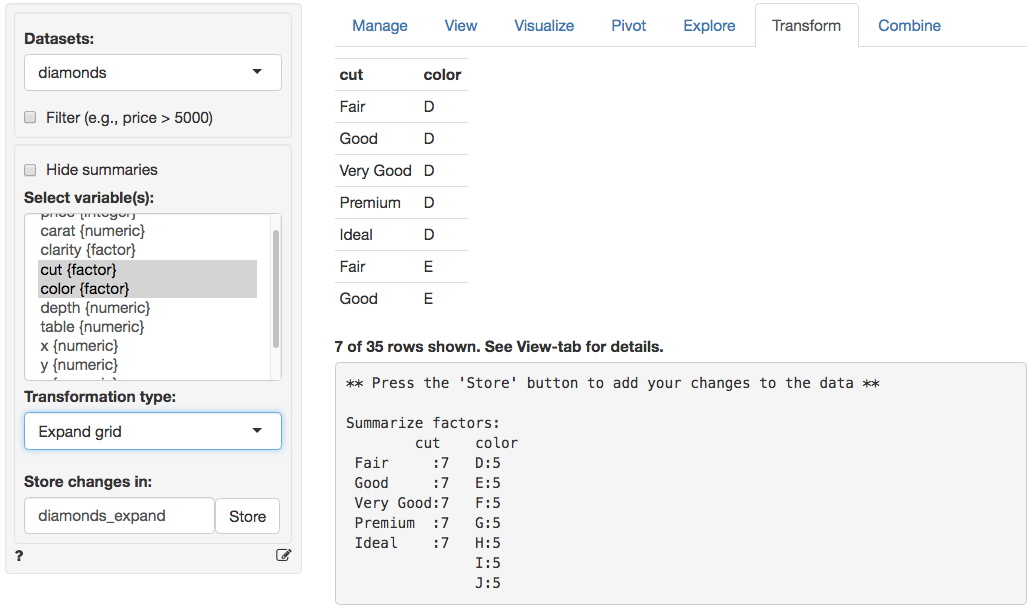 Datasets:
diamonds
Filter (e.g., price > 5000)
Hide summaries
Select variable(s):
price {integer}
carat {numeric}
clarity {factor}
cut {factor}
color {factor}
depth {numeric}
table {numeric}
x {numeric}
y {numeric}
Transformation type:
Expand grid
Store changes in:
diamonds_expand Store
?
Manage View Visualize Pivot Explore Transform Combine
cut color
Fair D
Good D
Very Good D
Premium D
Ideal D
Fair E
Good E
7 of 35 rows shown. See View-tab for details.
** Press the 'Store' button to add your changes to the data **
Summarize factors:
cut color
Fair :7 D:5
Good :7 E:5
Very Good:7 F:5
Premium :7 G:5
Ideal :7 H:5
I:5
J:5